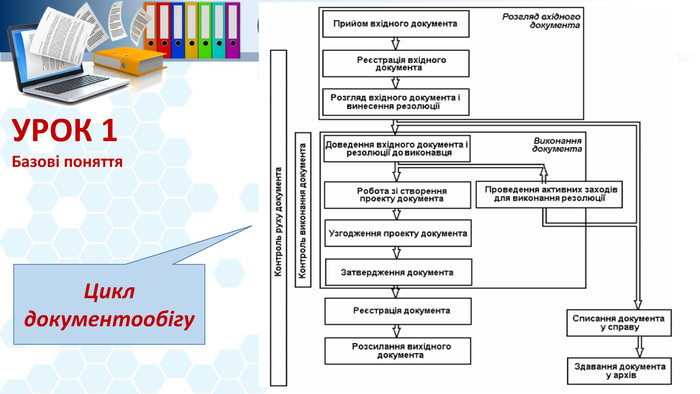 УРОК 1
Базові поняття
Цикл
документообігу
Контроль руху документа
Контроль виконання документа
Розгляд вхідного
документа
Прийом вхідного документа
Реєстрація вхідного
документа
Розгляд вхідного документа і
винесення резолюції
Виконання
документа
Доведення вхідного документа і
резолюції до виконавця
Робота зі створення
проекту документа
Проведення активних заходів
для виконання резолюції
Узгодження проекту документа
Затвердження документа
Реєстрація документа
Розсилання вихідного
документа
Списання документа
у справу
Здавання документа
у архів